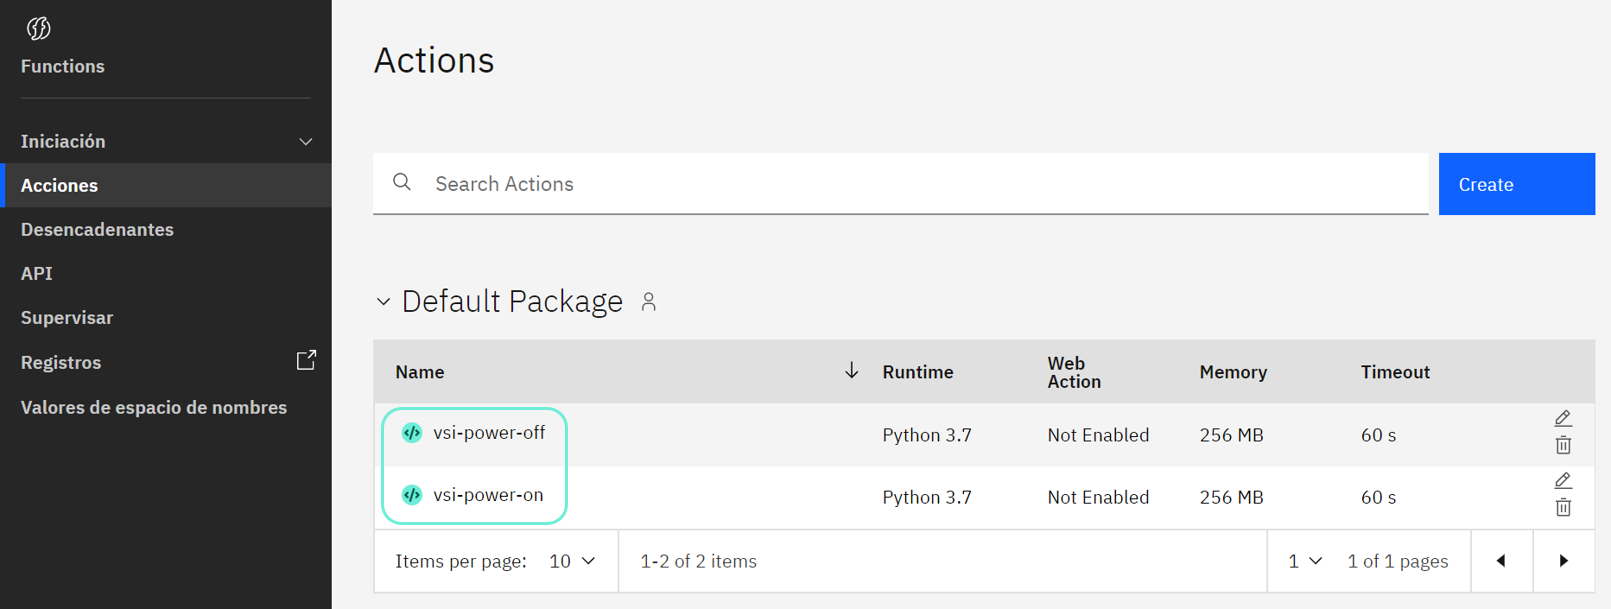 Functions
Iniciación
Acciones
Desencadenantes
API
Supervisar
Registros
Valores de espacio de nombres
Actions
Search Actions
Create
Default Package
Name Runtime Web Action Memory Timeout
vsi-power-off Python 3.7 Not Enabled 256 MB 60 s
vsi-power-on Python 3.7 Not Enabled 256 MB 60 s
Items per page: 10 1-2 of 2 items 1 1 of 1 pages